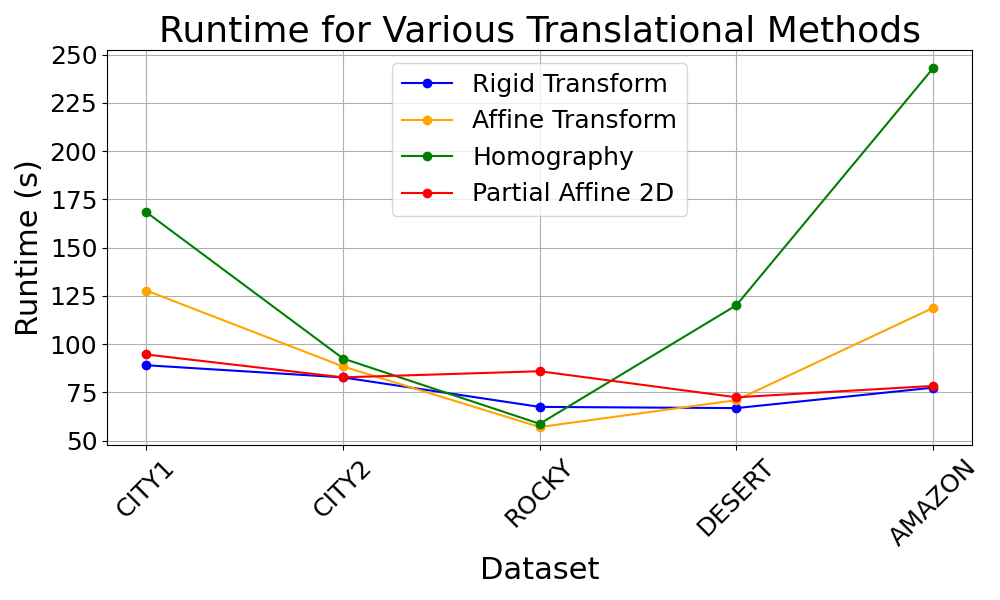 Runtime for Various Translational Methods
250
225
200
175
150
125
100
75
50
Runtime (s)
Rigid Transform
Affine Transform
Homography
Partial Affine 2D
CITY1
CITY2
ROCKY
DESERT
AMAZON
Dataset